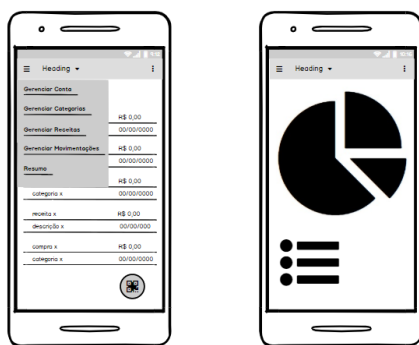 Heading
Gerenciar Conta
Gerenciar Categorias
R$ 0,00
Gerenciar Receitas 00/00/0000
Gerenciar Movimentações R$ 0,00
00/00/0000
Resumo
R$ 0,00
categoria x 00/00/0000
receita x R$ 0,00
descrição x 00/00/000
compra x R$ 0,00
categoria x 00/00/0000
Heading